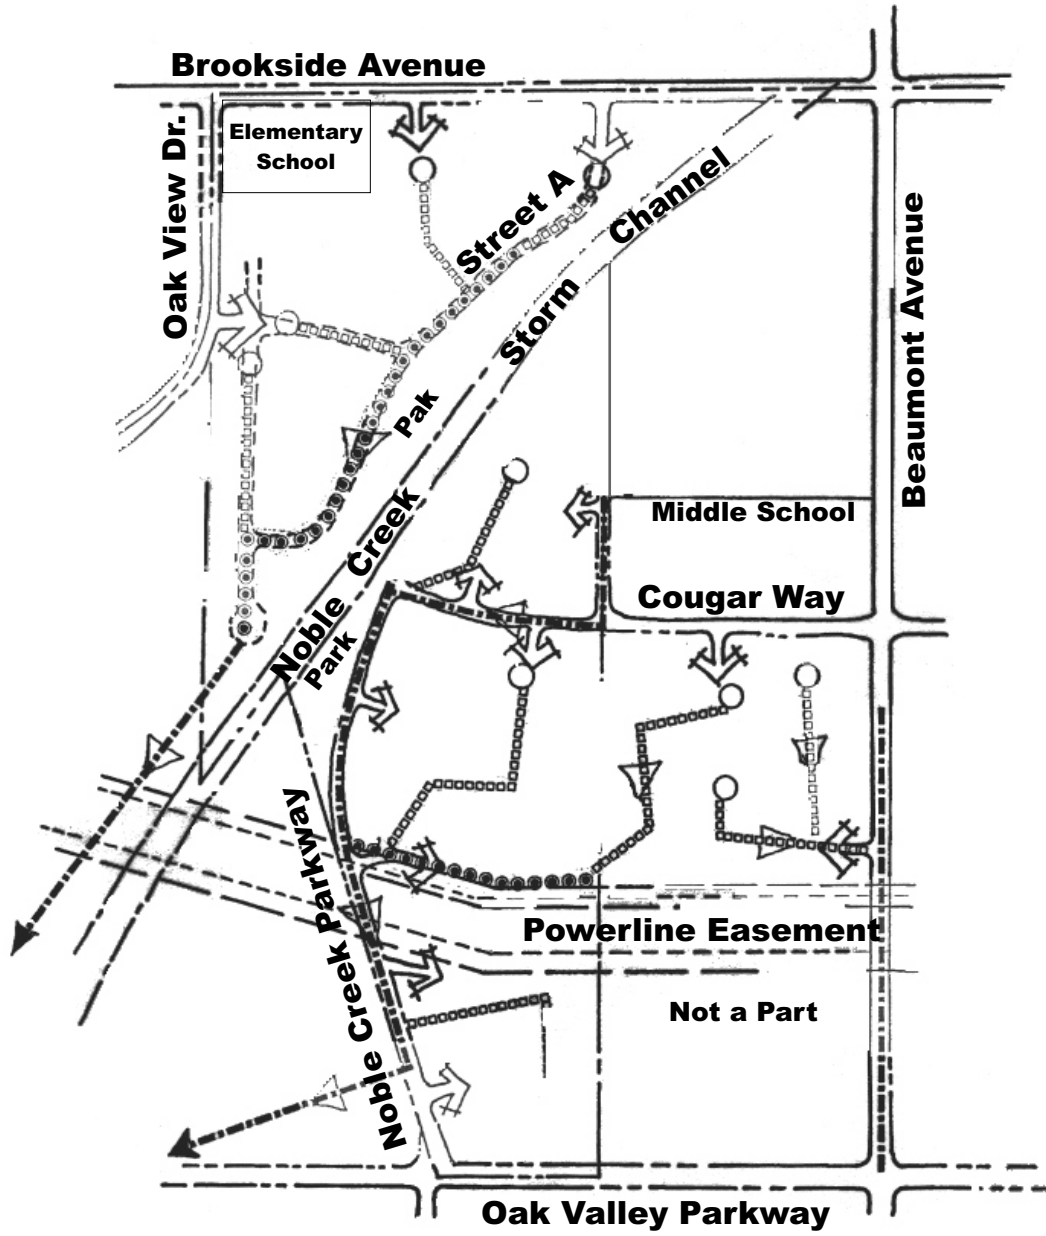 Brookside Avenue
Elementary
School
Oak View Dr.
Street A
Channel
Storm
Pak
Beaumont Avenue
Creek
Middle School
Cougar Way
Noble
Park
Noble Creek Parkway
Powerline Easement
Not a Part
Oak Valley Parkway